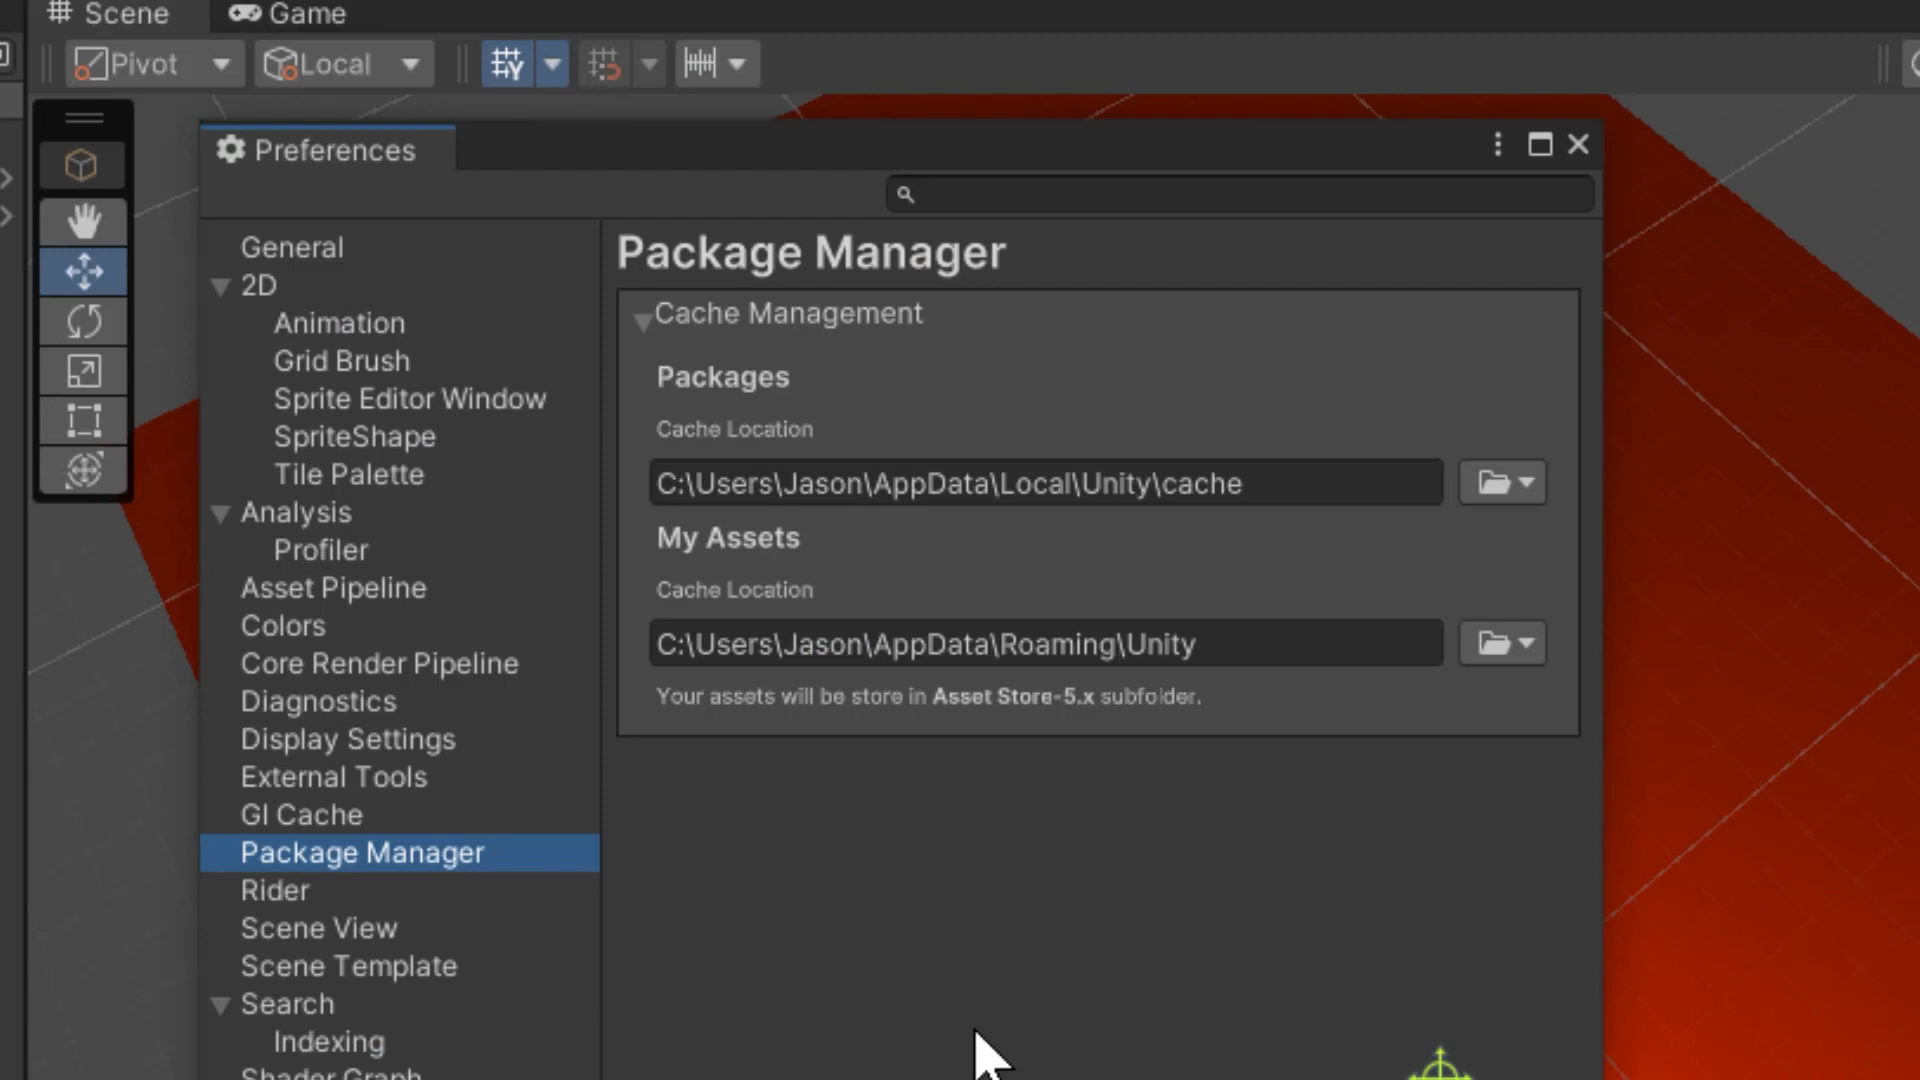 Scene
Game
Pivot
Local
Preferences
General
2D
Animation
Grid Brush
Sprite Editor Window
SpriteShape
Tile Palette
Analysis
Profiler
Asset Pipeline
Colors
Core Render Pipeline
Diagnostics
Display Settings
External Tools
GI Cache
Package Manager
Rider
Scene View
Scene Template
Search
Indexing
Shader Graph
Package Manager
Cache Management
Packages
Cache Location
C:\Users\Jason\AppData\Local\Unity\cache
My Assets
Cache Location
C:\Users\Jason\AppData\Roaming\Unity
Your assets will be store in Asset Store-5.x subfolder.